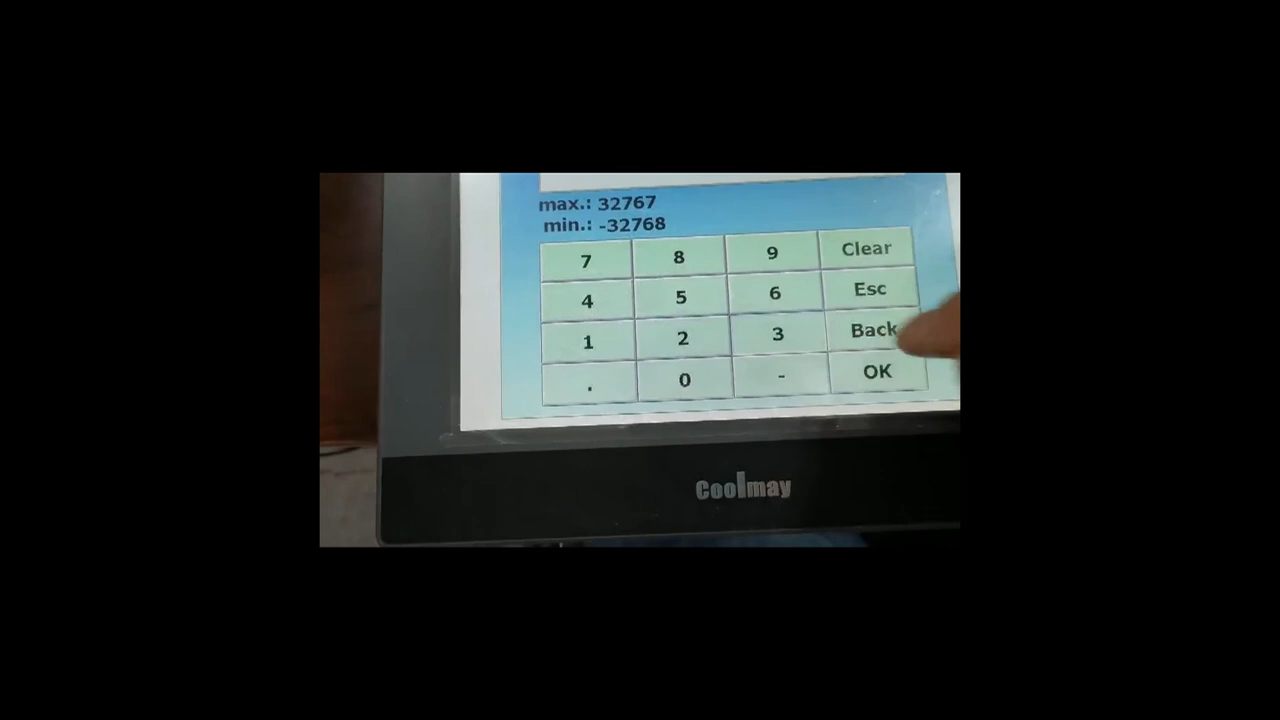 max.: 32767
min.: -32768
7 8 9 Clear
4 5 6 Esc
1 2 3 Back
. 0 - OK
Coolmay